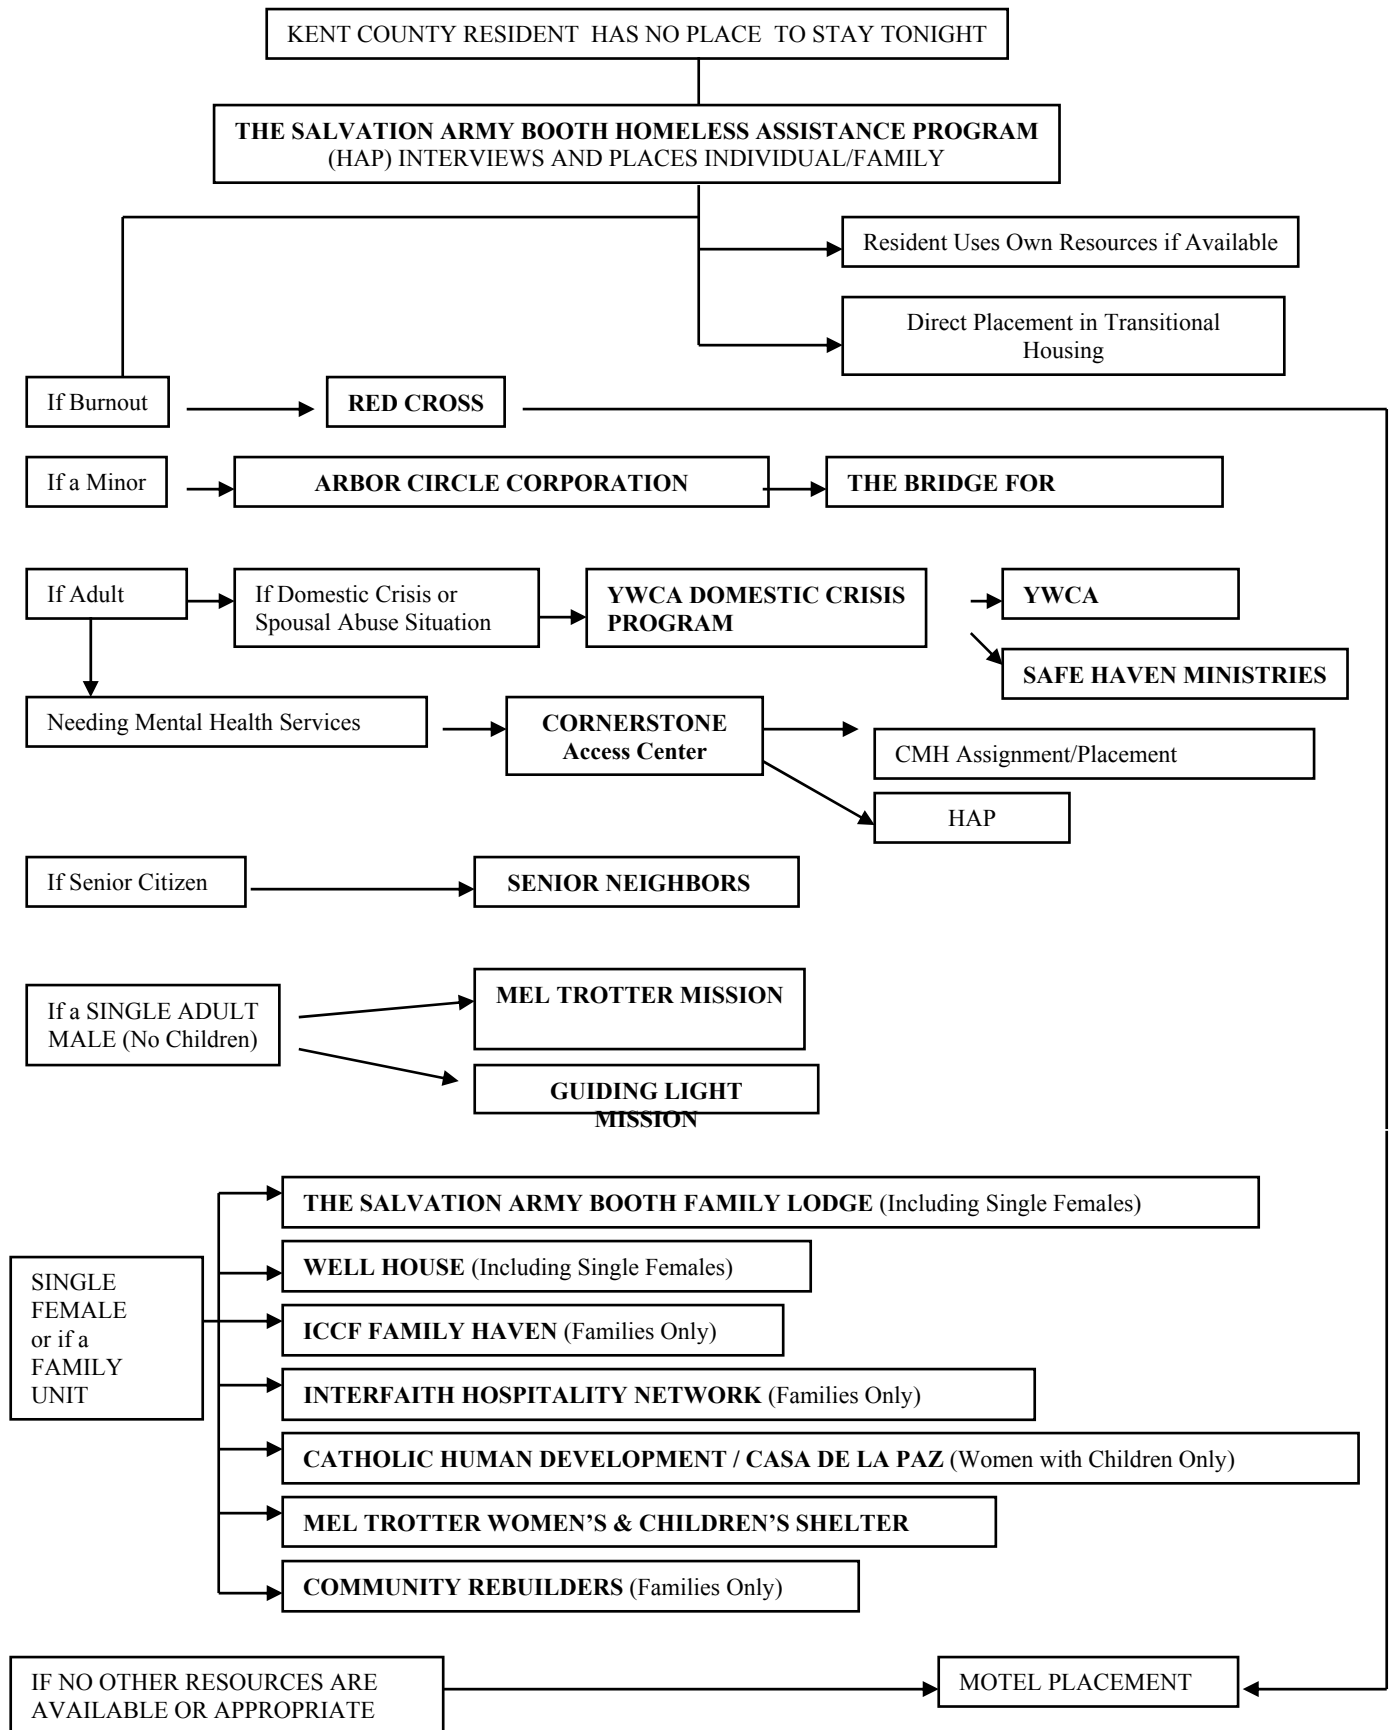 KENT COUNTY RESIDENT HAS NO PLACE TO STAY TONIGHT
THE SALVATION ARMY BOOTH HOMELESS ASSISTANCE PROGRAM
(HAP) INTERVIEWS AND PLACES INDIVIDUAL/FAMILY
Resident Uses Own Resources if Available
Direct Placement in Transitional
Housing
If Burnout
RED CROSS
If a Minor
ARBOR CIRCLE CORPORATION
THE BRIDGE FOR
If Adult
If Domestic Crisis or
Spousal Abuse Situation
YWCA DOMESTIC CRISIS
PROGRAM
YWCA
SAFE HAVEN MINISTRIES
Needing Mental Health Services
CORNERSTONE
Access Center
CMH Assignment/Placement
HAP
If Senior Citizen
SENIOR NEIGHBORS
If a SINGLE ADULT
MALE (No Children)
MEL TROTTER MISSION
GUIDING LIGHT
MISSION
SINGLE
FEMALE
or if a
FAMILY
UNIT
THE SALVATION ARMY BOOTH FAMILY LODGE (Including Single Females)
WELL HOUSE (Including Single Females)
ICCF FAMILY HAVEN (Families Only)
INTERFAITH HOSPITALITY NETWORK (Families Only)
CATHOLIC HUMAN DEVELOPMENT / CASA DE LA PAZ (Women with Children Only)
MEL TROTTER WOMEN’S & CHILDREN’S SHELTER
COMMUNITY REBUILDERS (Families Only)
IF NO OTHER RESOURCES ARE
AVAILABLE OR APPROPRIATE
MOTEL PLACEMENT